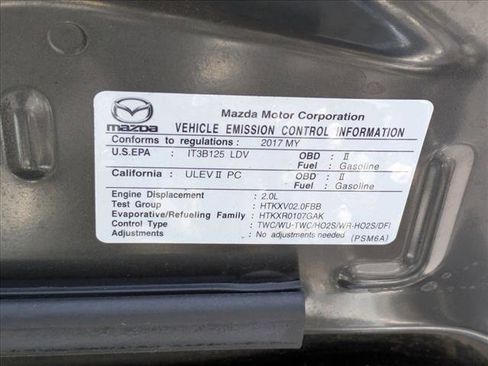 Mazda Motor Corporation
mazda VEHICLE EMISSION CONTROL INFORMATION
Conforms to regulations: 2017 MY
U.S.EPA : IT3B125 LDV OBD : II
Fuel : Gasoline
California : ULEV II PC OBD : II
Fuel : Gasoline
Engine Displacement : 2.0L
Test Group : HTKXV02.0FBB
Evaporative/Refueling Family : HTKXR0107GAK
Control Type : TWC/WU-TWC/HO2S/WR-HO2S/DFI
Adjustments : No adjustments needed (PSM6A)